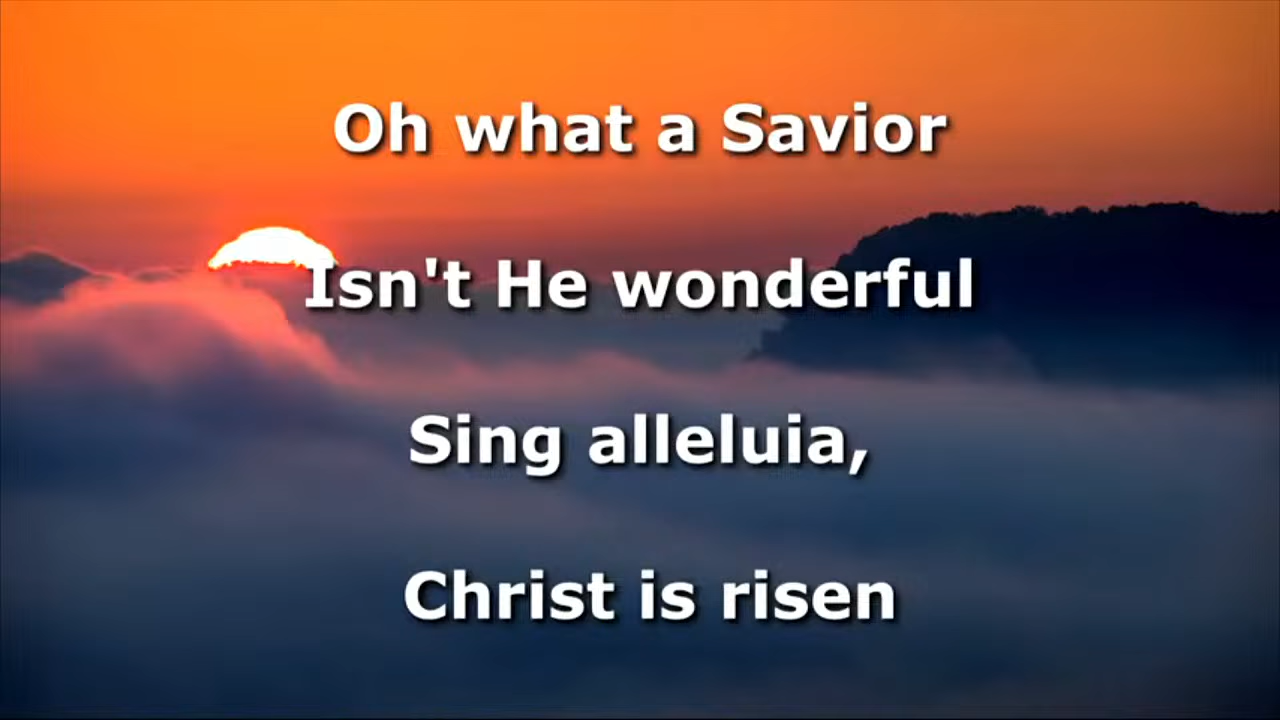 Oh what a Savior
Isn't He wonderful
Sing alleluia,
Christ is risen